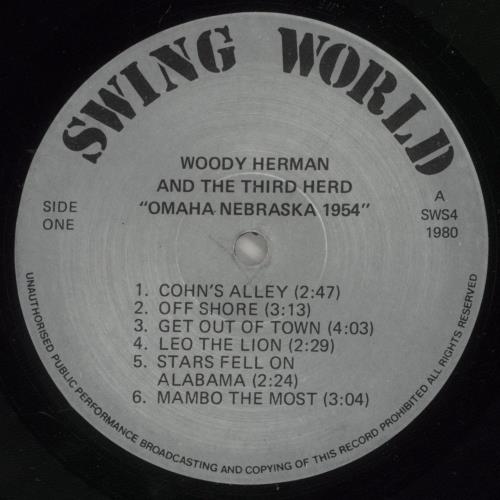 SWING WORLD
WOODY HERMAN
AND THE THIRD HERD
"OMAHA NEBRASKA 1954"
SIDE
ONE
A
SWS4
1980
1. COHN'S ALLEY (2:47)
2. OFF SHORE (3:13)
3. GET OUT OF TOWN (4:03)
4. LEO THE LION (2:29)
5. STARS FELL ON
ALABAMA (2:24)
6. MAMBO THE MOST (3:04)
UNAUTHORISED PUBLIC PERFORMANCE BROADCASTING AND COPYING OF THIS RECORD PROHIBITED ALL RIGHTS RESERVED